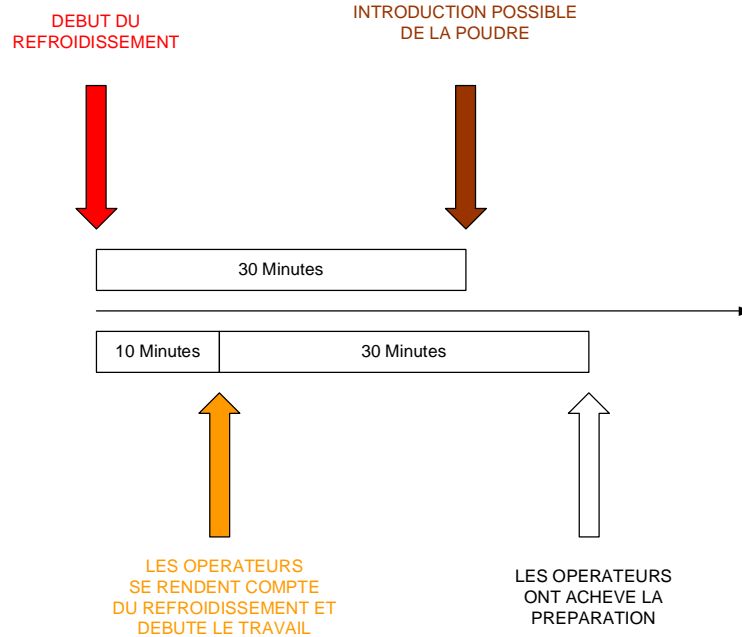 DEBUT DU
REFROIDISSEMENT
INTRODUCTION POSSIBLE
DE LA POUDRE
30 Minutes
10 Minutes
30 Minutes
LES OPERATEURS
SE RENDENT COMPTE
DU REFROIDISSEMENT ET
DEBUTE LE TRAVAIL
LES OPERATEURS
ONT ACHEVE LA
PREPARATION